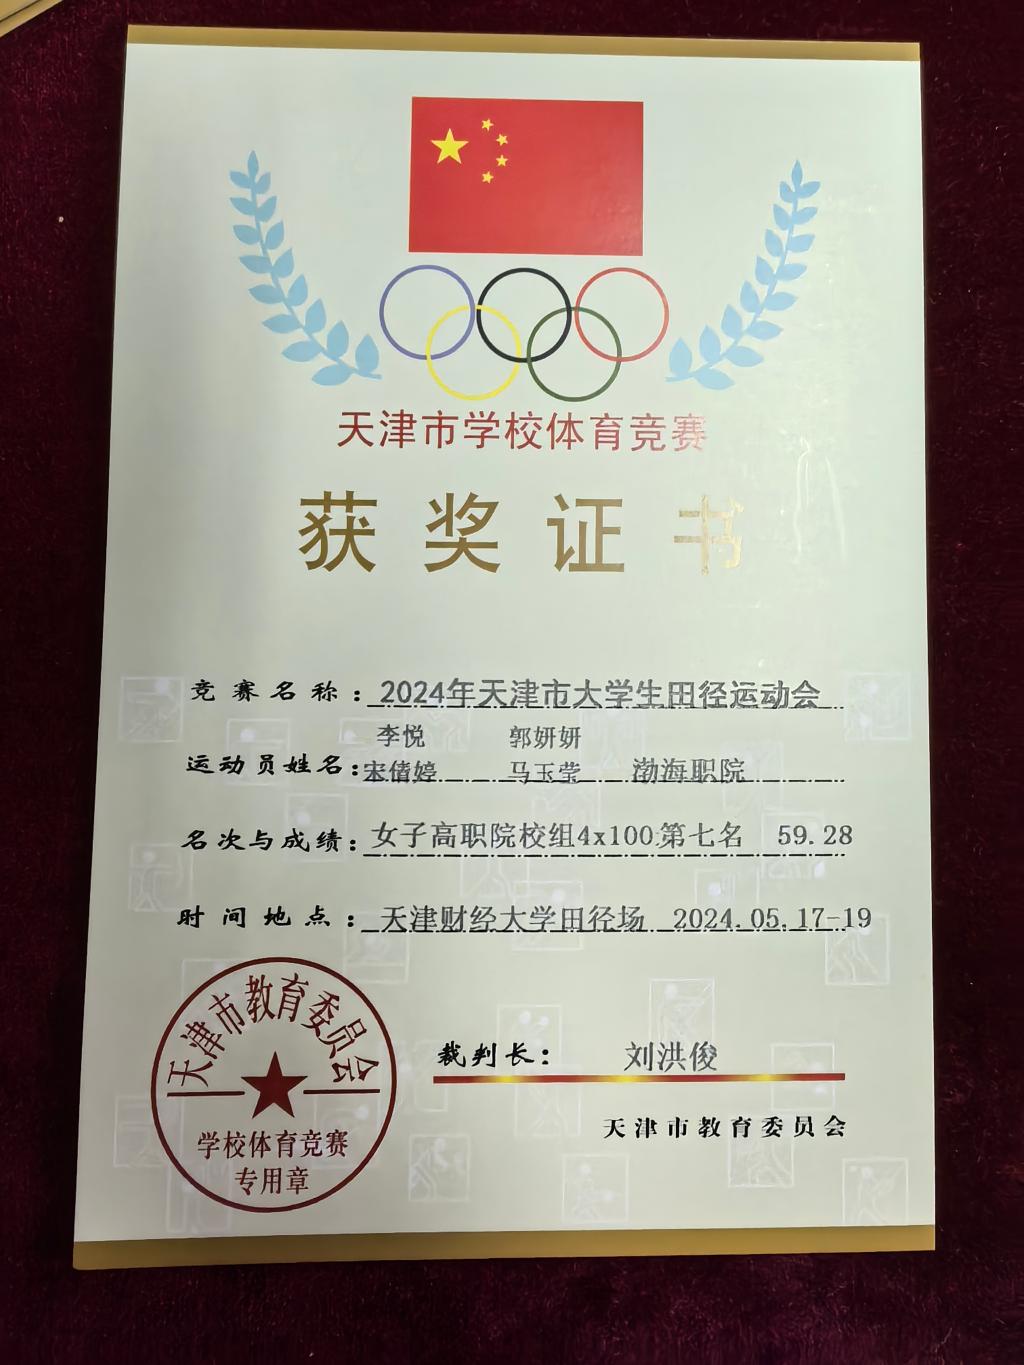 天津市学校体育竞赛
获奖证书
竞赛名称：2024年天津市大学生田径运动会
李悦 郭妍妍
运动员姓名：宋倩婷 马玉莹 渤海职院
名次与成绩：女子高职院校组4x100第七名 59.28
时间地点：天津财经大学田径场 2024.05.17-19
裁判长：刘洪俊
天津市教育委员会
天津市教育委员会
学校体育竞赛
专用章